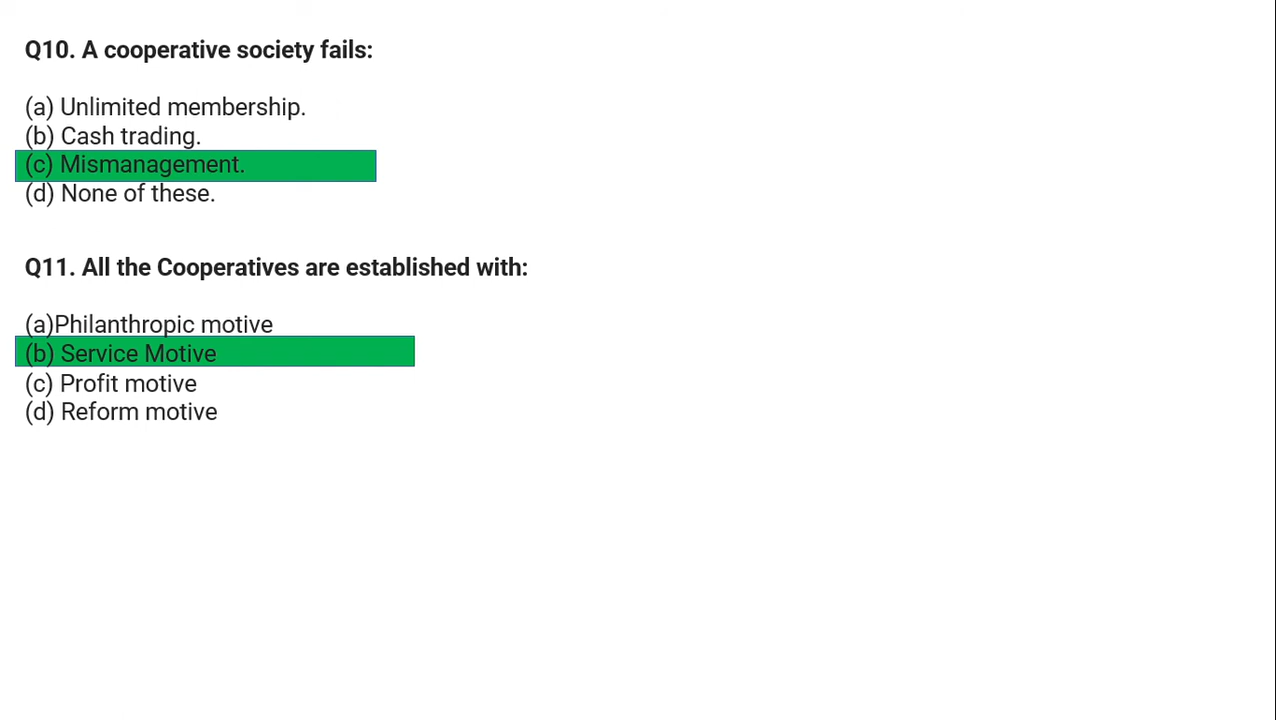 Q10. A cooperative society fails:
(a) Unlimited membership.
(b) Cash trading.
(c) Mismanagement.
(d) None of these.
Q11. All the Cooperatives are established with:
(a)Philanthropic motive
(b) Service Motive
(c) Profit motive
(d) Reform motive